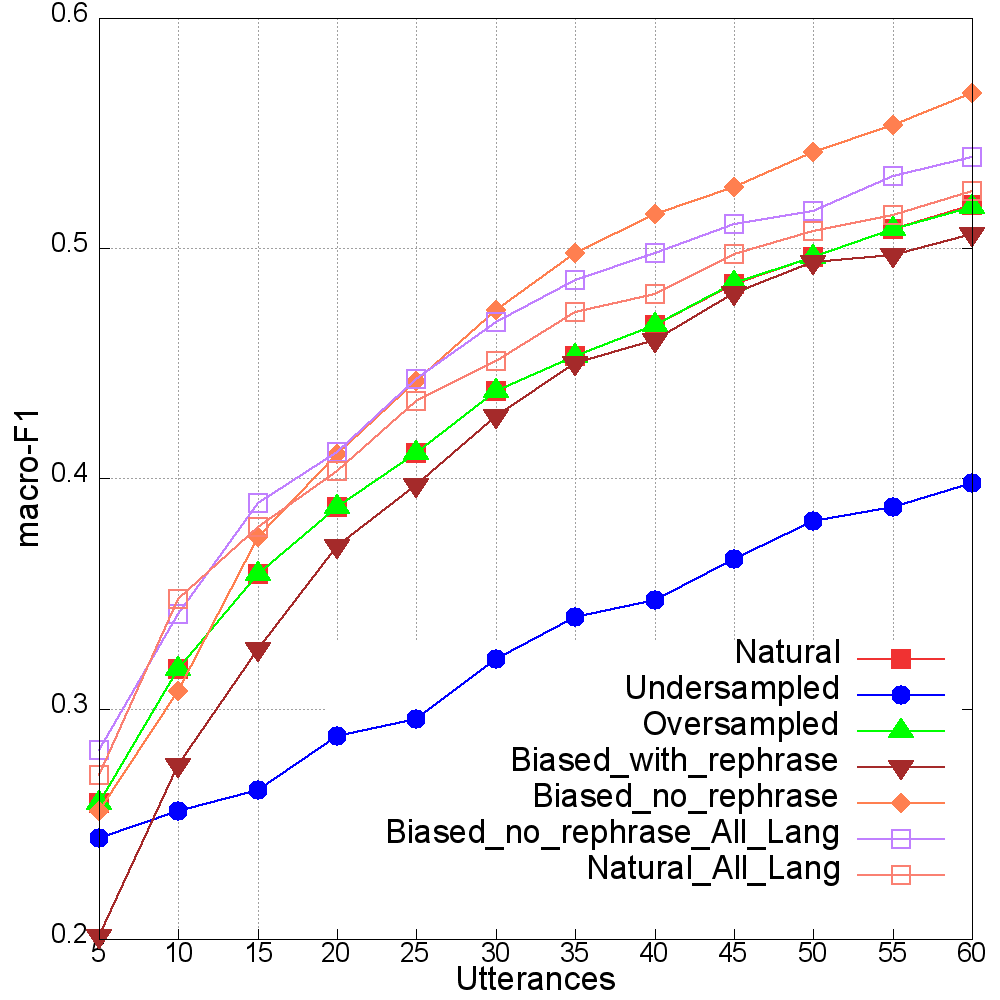 0.6
0.5
0.4
0.3
0.2
macro-F1
Natural
Undersampled
Oversampled
Biased_with_rephrase
Biased_no_rephrase
Biased_no_rephrase_All_Lang
Natural_All_Lang
5 10 15 20 25 30 35 40 45 50 55 60
Utterances